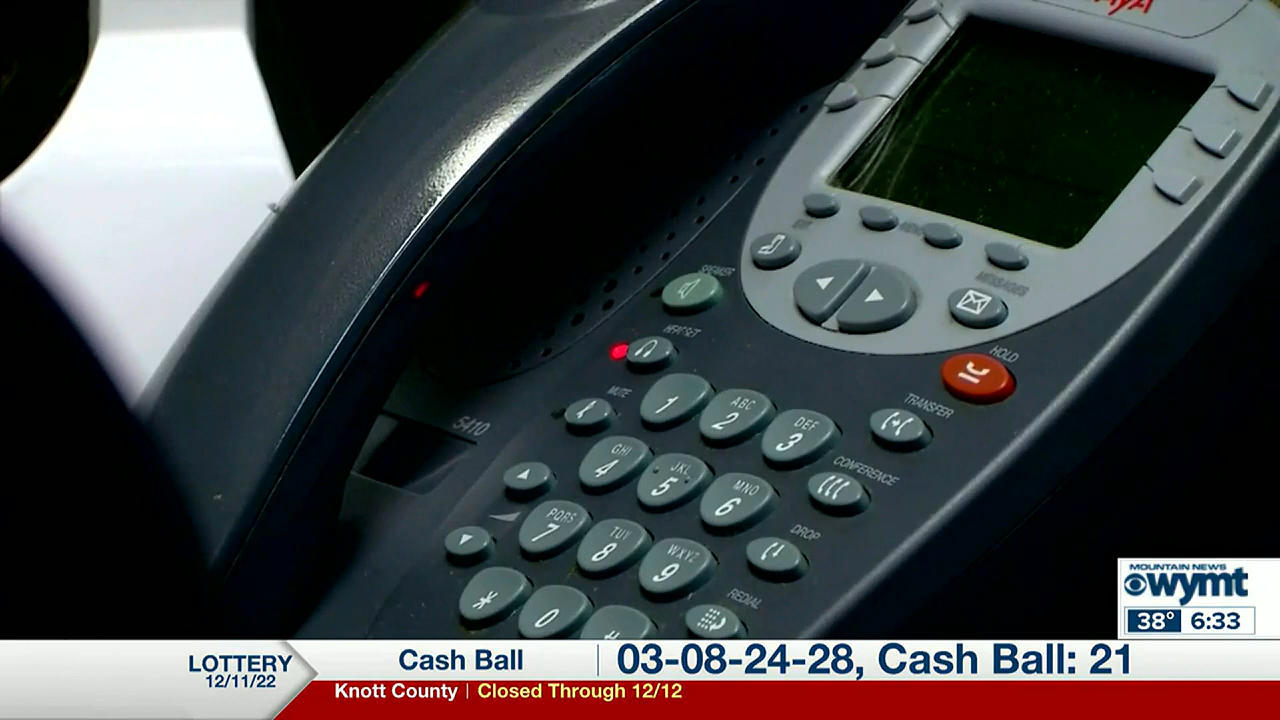 AVAYA
SPEAKER
MESSAGES
HEADSET
HOLD
MUTE
TRANSFER
5410
1
ABC
2
DEF
3
CONFERENCE
GHI
4
JKL
5
MNO
6
DROP
PQRS
7
TUV
8
WXYZ
9
REDIAL
*
0
#
MOUNTAIN NEWS
wymt
38° 6:33
LOTTERY
12/11/22
Cash Ball
03-08-24-28, Cash Ball: 21
Knott County | Closed Through 12/12